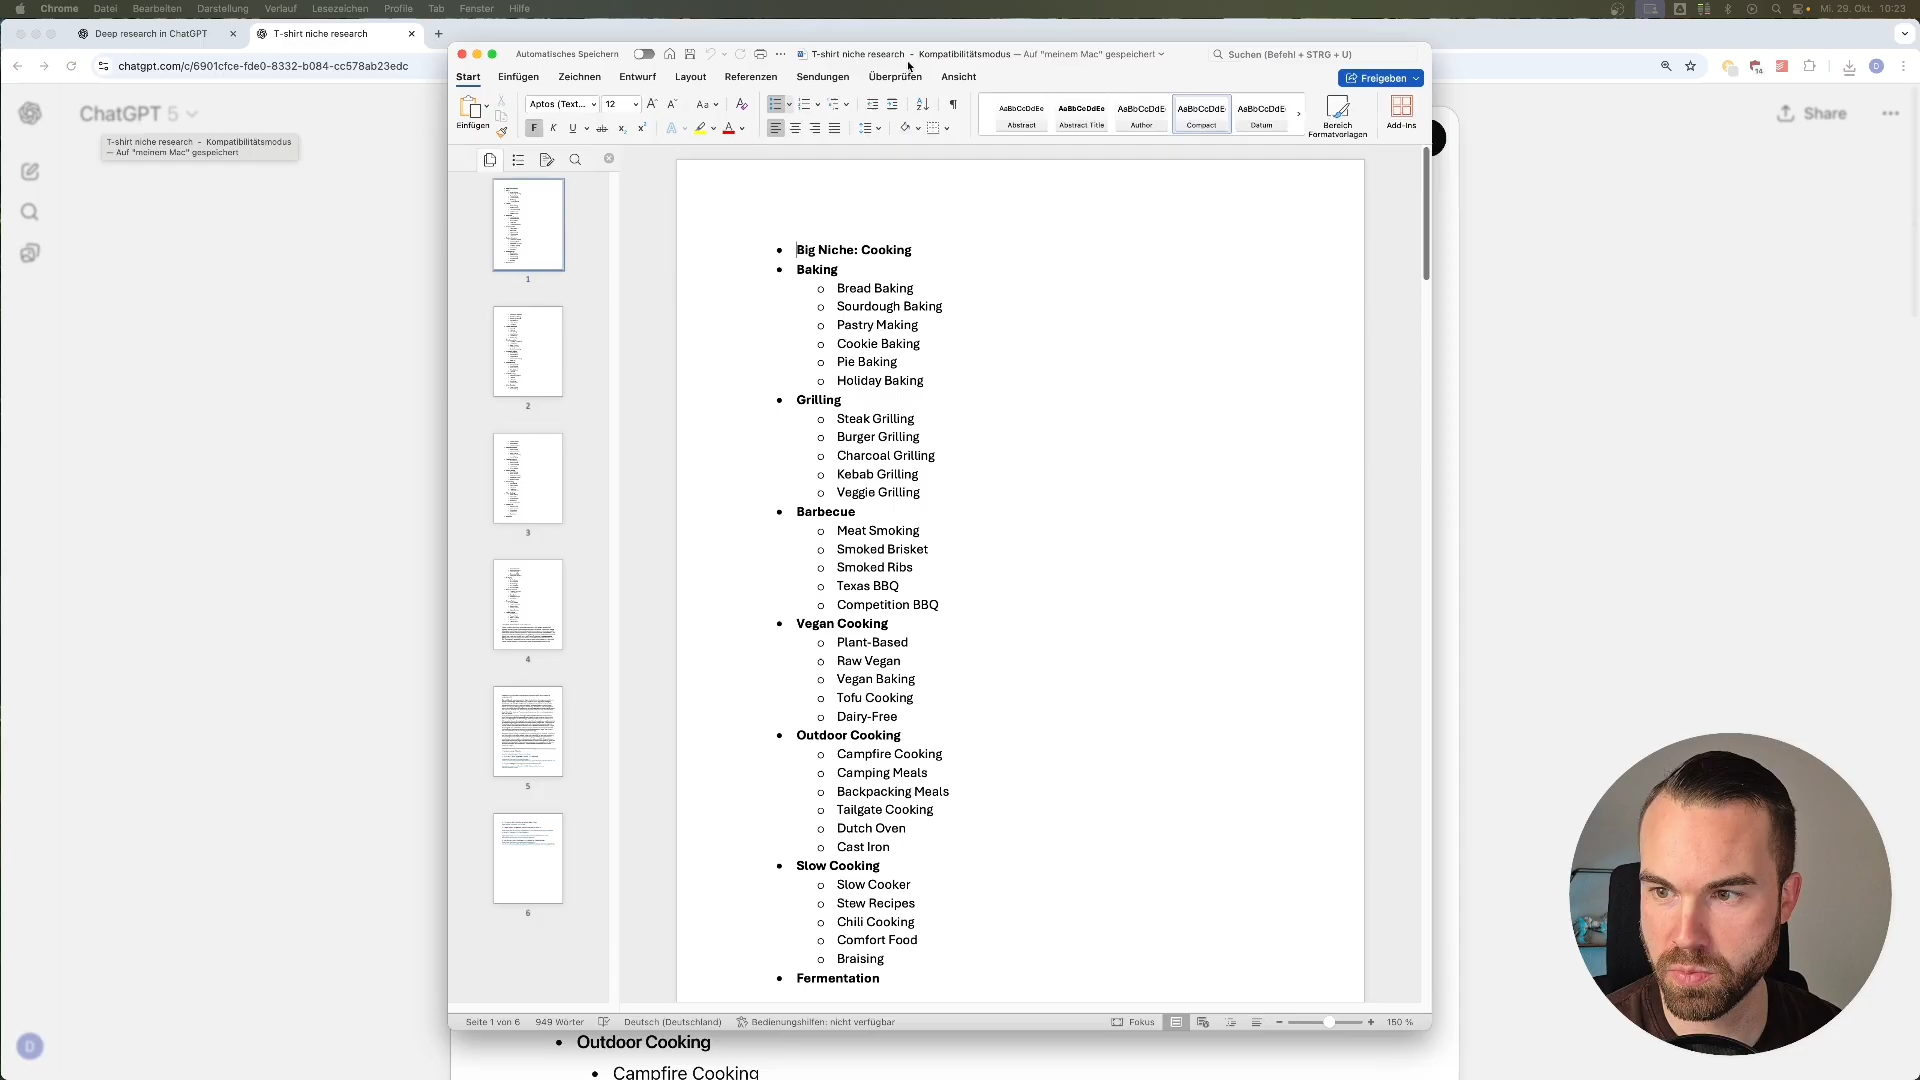 Chrome Datei Bearbeiten Darstellung Verlauf Lesezeichen Profile Tab Fenster Hilfe Mi. 29. Okt. 10:23
Deep research in ChatGPT T-shirt niche research
chatgpt.com/c/6901cfce-fde0-8332-b084-cc578ab23edc
ChatGPT 5
Share
T-shirt niche research - Kompatibilitätsmodus
— Auf "meinem Mac" gespeichert
Automatisches Speichern T-shirt niche research - Kompatibilitätsmodus — Auf "meinem Mac" gespeichert Suchen (Befehl + STRG + U)
Start Einfügen Zeichnen Entwurf Layout Referenzen Sendungen Überprüfen Ansicht Freigeben
Einfügen
Aptos (Text... 12
AaBbCcDdEe AaBbCcDdEe AaBbCcDdE AaBbCcDdE AaBbCcDdE
Abstract Abstract Title Author Compact Datum
Bereich Formatvorlagen
Add-Ins
1
2
3
4
5
6
• Big Niche: Cooking
• Baking
o Bread Baking
o Sourdough Baking
o Pastry Making
o Cookie Baking
o Pie Baking
o Holiday Baking
• Grilling
o Steak Grilling
o Burger Grilling
o Charcoal Grilling
o Kebab Grilling
o Veggie Grilling
• Barbecue
o Meat Smoking
o Smoked Brisket
o Smoked Ribs
o Texas BBQ
o Competition BBQ
• Vegan Cooking
o Plant-Based
o Raw Vegan
o Vegan Baking
o Tofu Cooking
o Dairy-Free
• Outdoor Cooking
o Campfire Cooking
o Camping Meals
o Backpacking Meals
o Tailgate Cooking
o Dutch Oven
o Cast Iron
• Slow Cooking
o Slow Cooker
o Stew Recipes
o Chili Cooking
o Comfort Food
o Braising
• Fermentation
Seite 1 von 6 949 Wörter Deutsch (Deutschland) Bedienungshilfen: nicht verfügbar Fokus 150 %
• Outdoor Cooking
• Campfire Cooking
D